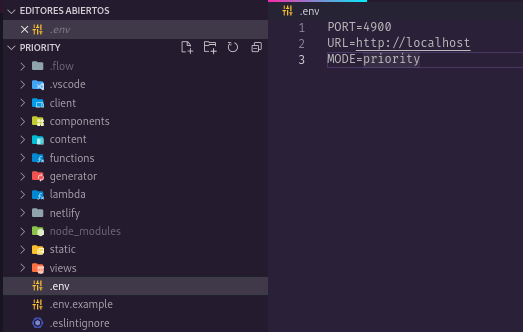 EDITORES ABIERTOS
.env
PRIORITY
.flow
.vscode
client
components
content
functions
generator
lambda
netlify
node_modules
static
views
.env
.env.example
.eslintignore
.env
1 PORT=4900
2 URL=http://localhost
3 MODE=priority